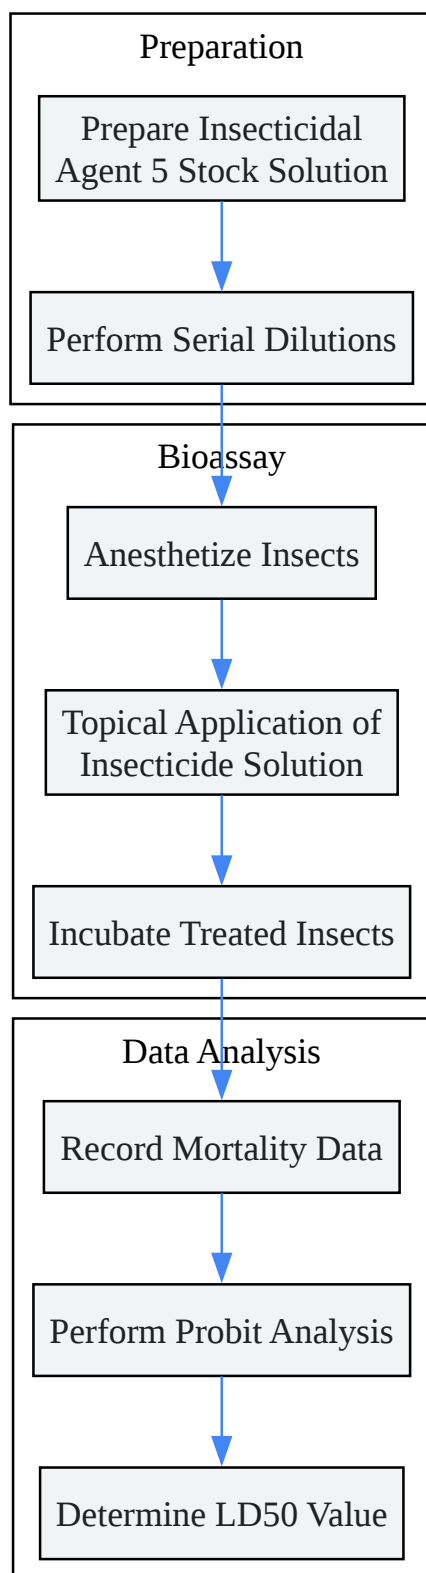 Preparation
Prepare Insecticidal
Agent 5 Stock Solution
Perform Serial Dilutions
Bioassay
Anesthetize Insects
Topical Application of
Insecticide Solution
Incubate Treated Insects
Data Analysis
Record Mortality Data
Perform Probit Analysis
Determine LD50 Value